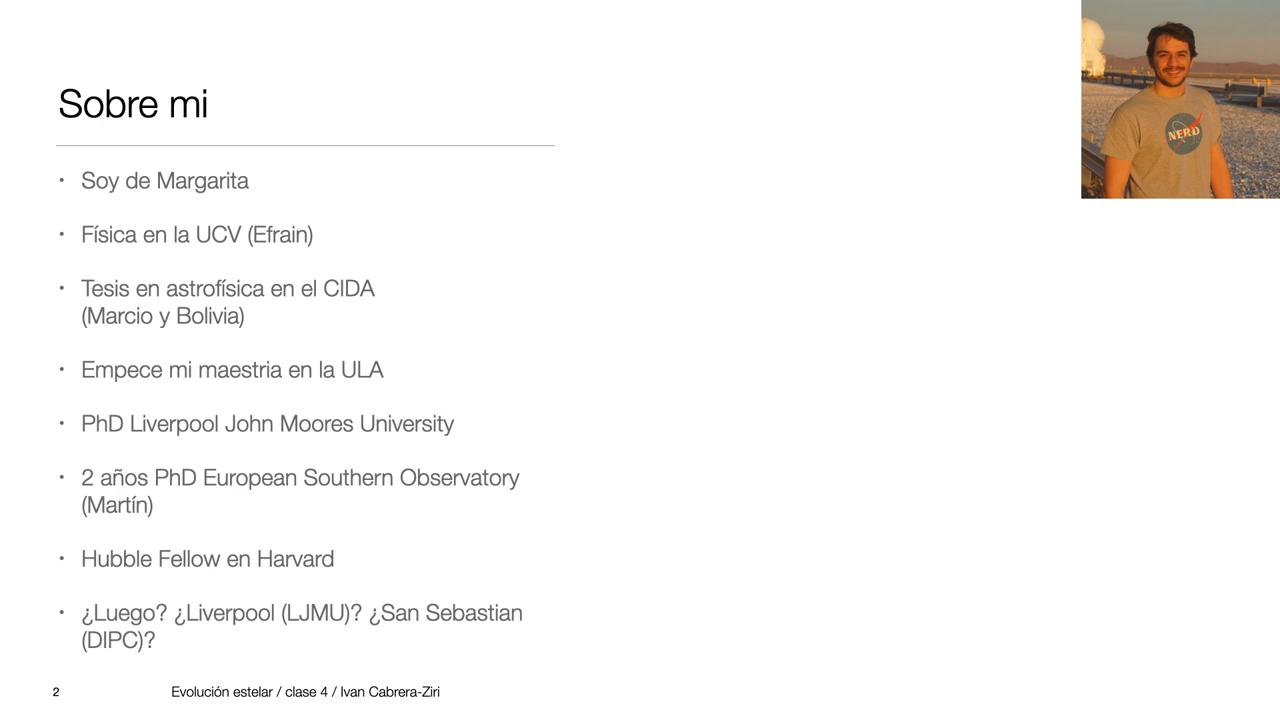 Sobre mi
• Soy de Margarita
• Física en la UCV (Efrain)
• Tesis en astrofísica en el CIDA
(Marcio y Bolivia)
• Empece mi maestria en la ULA
• PhD Liverpool John Moores University
• 2 años PhD European Southern Observatory
(Martín)
• Hubble Fellow en Harvard
• ¿Luego? ¿Liverpool (LJMU)? ¿San Sebastian
(DIPC)?
2 Evolución estelar / clase 4 / Ivan Cabrera-Ziri
NERD